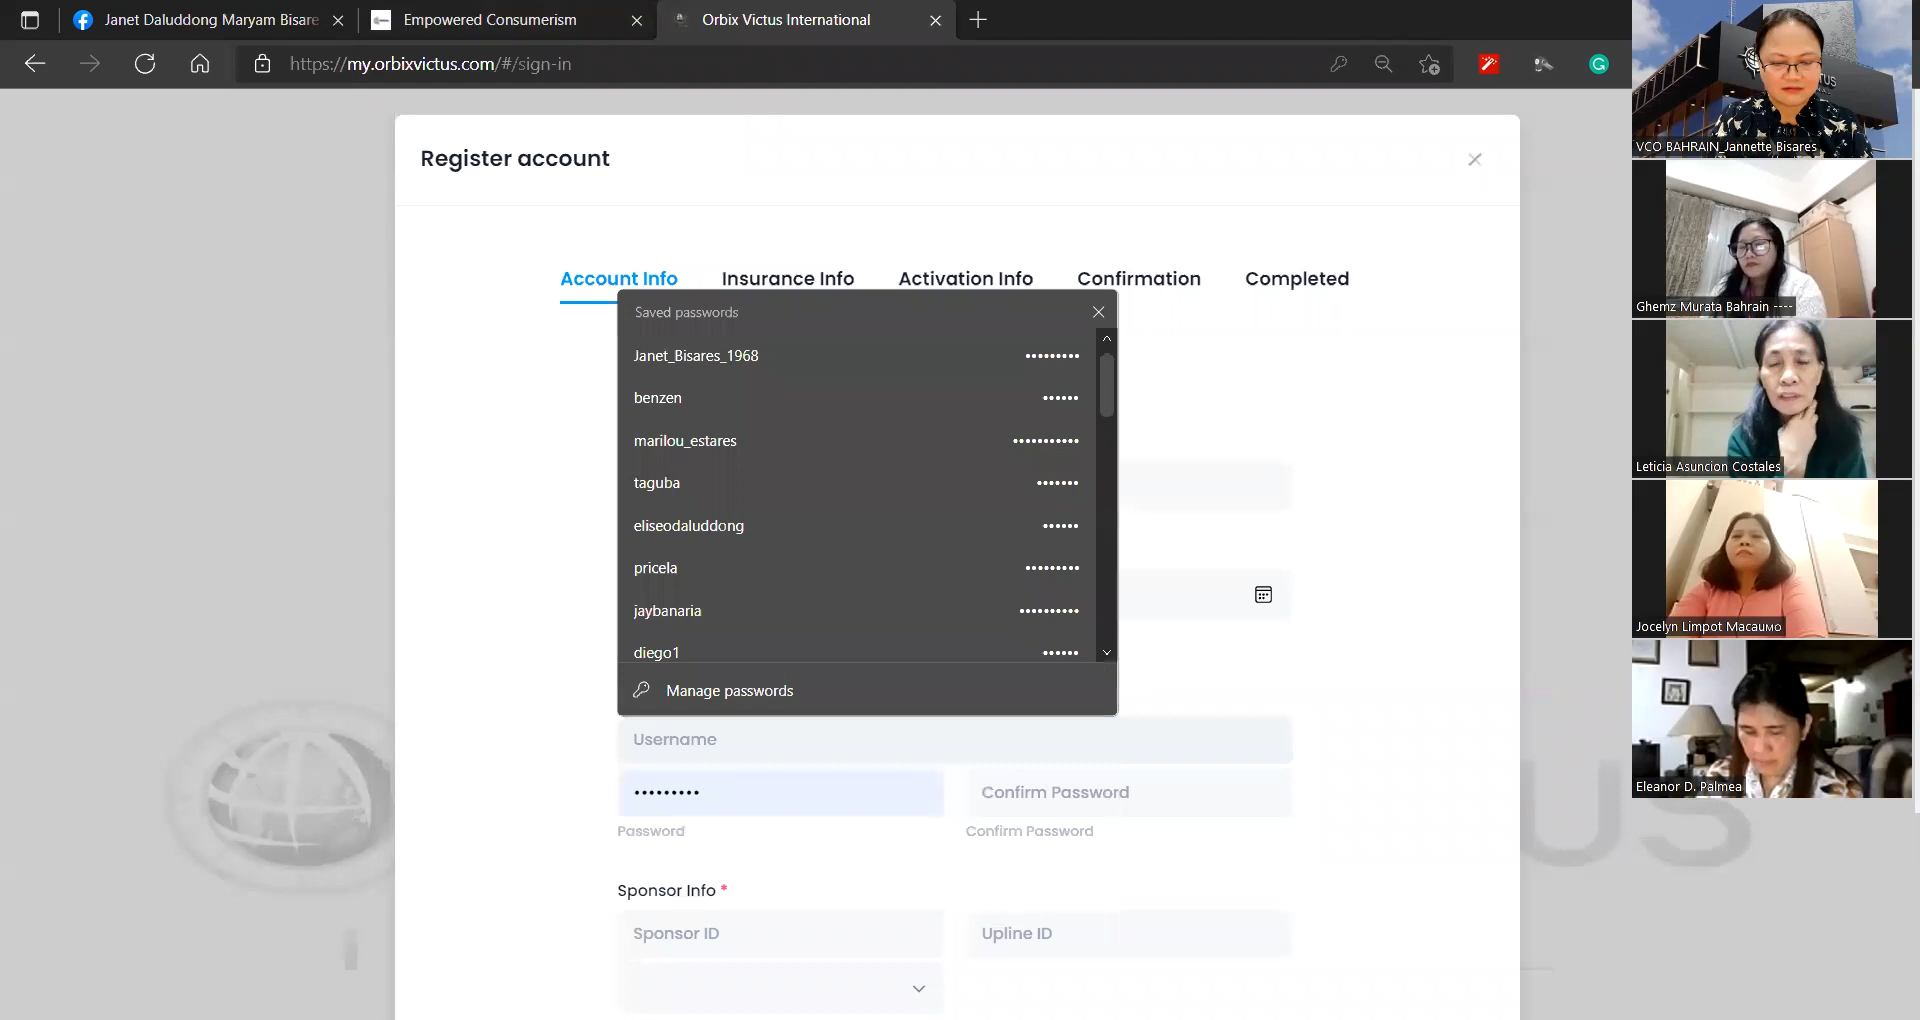 Janet Daluddong Maryam Bisare
Empowered Consumerism
Orbix Victus International
https://my.orbixvictus.com/#/sign-in
Register account
Account Info
Insurance Info
Activation Info
Confirmation
Completed
Saved passwords
Janet_Bisares_1968 •••••••••
benzen ••••••
marilou_estares •••••••••••
taguba •••••••
eliseodaluddong ••••••
pricela •••••••••
jaybanaria ••••••••••
diego1 ••••••
Manage passwords
Username
•••••••••
Confirm Password
Password
Confirm Password
Sponsor Info *
Sponsor ID
Upline ID
US
VCO BAHRAIN_Jannette Bisares
Ghemz Murata Bahrain ----
Leticia Asuncion Costales
Jocelyn Limpot Macaumo
Eleanor D. Palmea